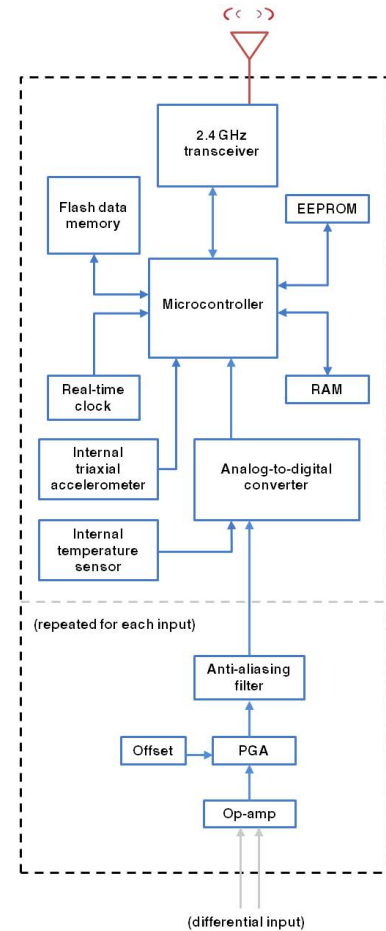 2.4 GHz
transceiver
Flash data
memory
EEPROM
Microcontroller
Real-time
clock
RAM
Internal
triaxial
accelerometer
Analog-to-digital
converter
Internal
temperature
sensor
(repeated for each input)
Anti-aliasing
filter
Offset
PGA
Op-amp
(differential input)